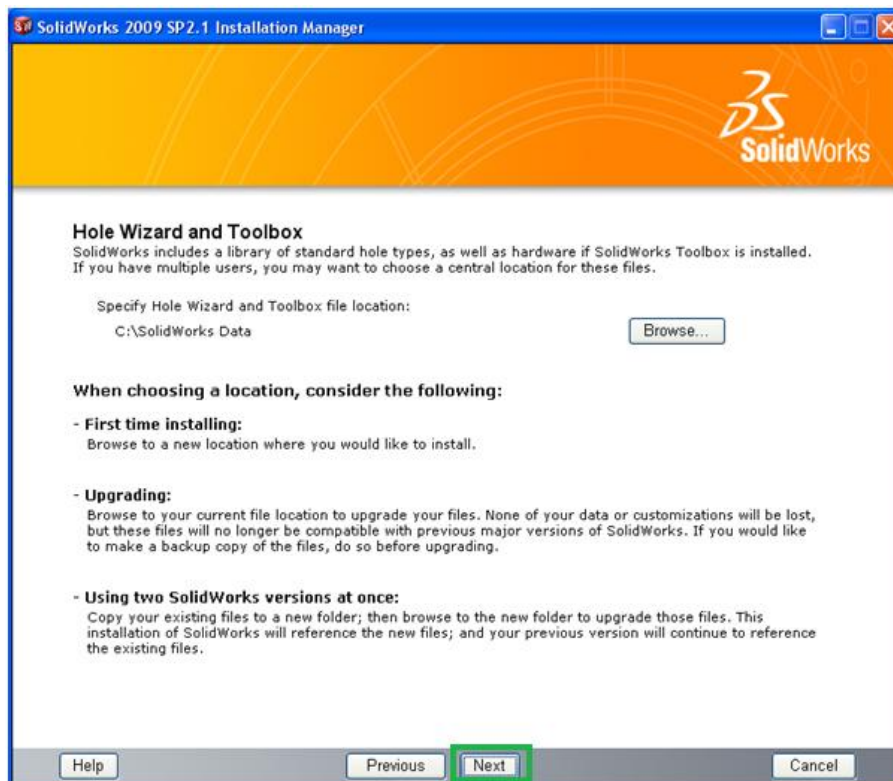 SolidWorks 2009 SP2.1 Installation Manager
SolidWorks
Hole Wizard and Toolbox
SolidWorks includes a library of standard hole types, as well as hardware if SolidWorks Toolbox is installed.
If you have multiple users, you may want to choose a central location for these files.
Specify Hole Wizard and Toolbox file location:
C:\SolidWorks Data
Browse...
When choosing a location, consider the following:
- First time installing:
Browse to a new location where you would like to install.
- Upgrading:
Browse to your current file location to upgrade your files. None of your data or customizations will be lost,
but these files will no longer be compatible with previous major versions of SolidWorks. If you would like
to make a backup copy of the files, do so before upgrading.
- Using two SolidWorks versions at once:
Copy your existing files to a new folder; then browse to the new folder to upgrade those files. This
installation of SolidWorks will reference the new files; and your previous version will continue to reference
the existing files.
Help
Previous
Next
Cancel